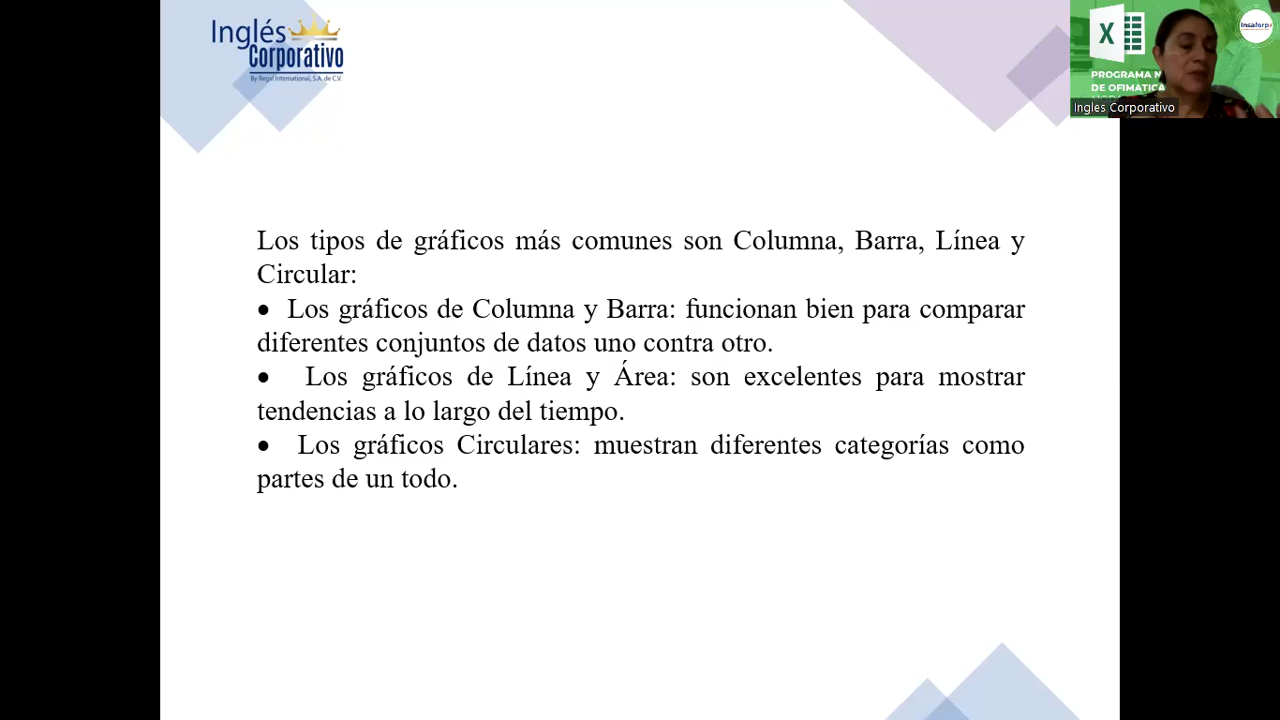 Inglés
Corporativo
By Regal International, S.A. de C.V.
X
Insaforp
PROGRAMA N
DE OFIMATICA
Ingles Corporativo
Los tipos de gráficos más comunes son Columna, Barra, Línea y
Circular:
• Los gráficos de Columna y Barra: funcionan bien para comparar
diferentes conjuntos de datos uno contra otro.
• Los gráficos de Línea y Área: son excelentes para mostrar
tendencias a lo largo del tiempo.
• Los gráficos Circulares: muestran diferentes categorías como
partes de un todo.